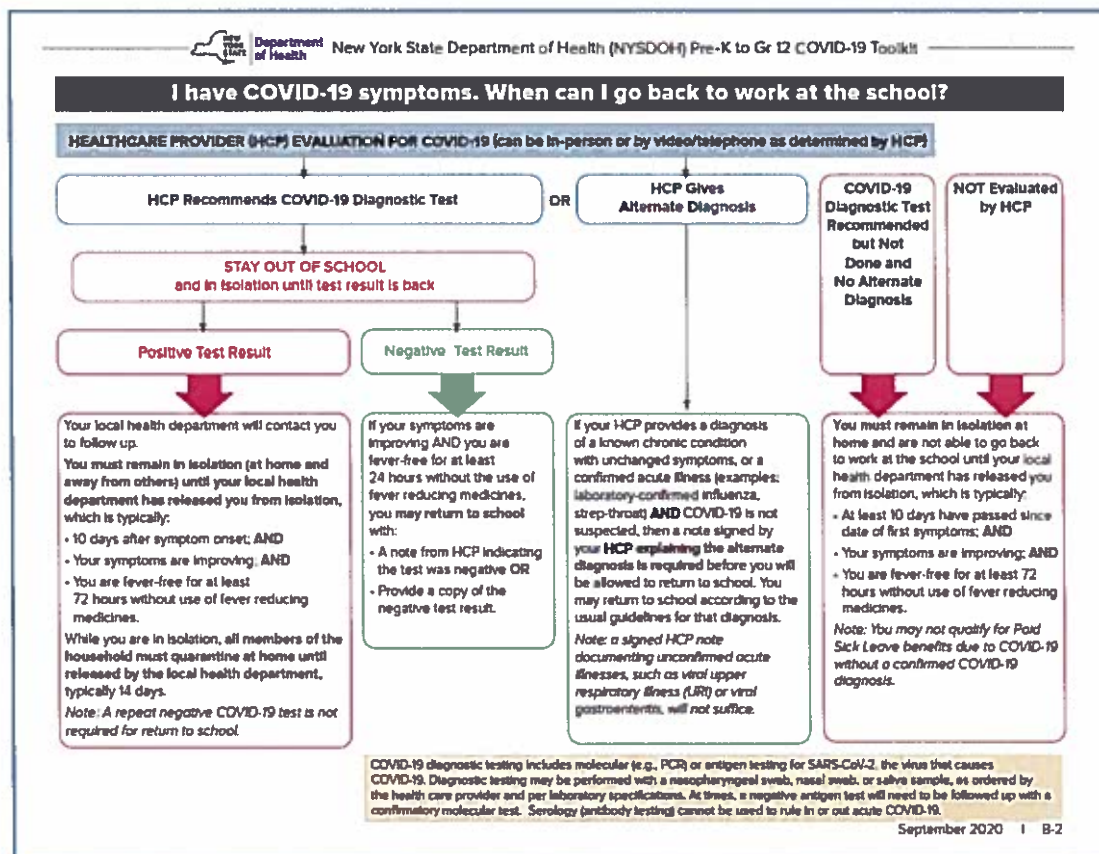 NEW YORK STATE
Department of Health
New York State Department of Health (NYSDOH) Pre-K to Gr 12 COVID-19 Toolkit
I have COVID-19 symptoms. When can I go back to work at the school?
HEALTHCARE PROVIDER (HCP) EVALUATION FOR COVID-19 (can be in-person or by video/telephone as determined by HCP)
HCP Recommends COVID-19 Diagnostic Test
OR
HCP Gives
Alternate Diagnosis
COVID-19
Diagnostic Test
Recommended
but Not
Done and
No Alternate
Diagnosis
NOT Evaluated
by HCP
STAY OUT OF SCHOOL
and in isolation until test result is back
Positive Test Result
Negative Test Result
Your local health department will contact you
to follow up.
You must remain in isolation (at home and
away from others) until your local health
department has released you from isolation,
which is typically:
• 10 days after symptom onset; AND
• Your symptoms are improving; AND
• You are fever-free for at least
72 hours without use of fever reducing
medicines.
While you are in isolation, all members of the
household must quarantine at home until
released by the local health department,
typically 14 days.
Note: A repeat negative COVID-19 test is not
required for return to school.
If your symptoms are
improving AND you are
fever-free for at least
24 hours without the use of
fever reducing medicines,
you may return to school
with:
• A note from HCP indicating
the test was negative OR
• Provide a copy of the
negative test result.
If your HCP provides a diagnosis
of a known chronic condition
with unchanged symptoms, or a
confirmed acute illness (examples:
laboratory-confirmed influenza,
strep-throat) AND COVID-19 is not
suspected, then a note signed by
your HCP explaining the alternate
diagnosis is required before you will
be allowed to return to school. You
may return to school according to the
usual guidelines for that diagnosis.
Note: a signed HCP note
documenting unconfirmed acute
illnesses, such as viral upper
respiratory illness (URI) or viral
gastroenteritis, will not suffice.
You must remain in isolation at
home and are not able to go back
to work at the school until your local
health department has released you
from isolation, which is typically:
• At least 10 days have passed since
date of first symptoms; AND
• Your symptoms are improving; AND
• You are fever-free for at least 72
hours without use of fever reducing
medicines.
Note: You may not qualify for Paid
Sick Leave benefits due to COVID-19
without a confirmed COVID-19
diagnosis.
COVID-19 diagnostic testing includes molecular (e.g., PCR) or antigen testing for SARS-CoV-2, the virus that causes
COVID-19. Diagnostic testing may be performed with a nasopharyngeal swab, nasal swab, or saliva sample, as ordered by
the health care provider and per laboratory specifications. At times, a negative antigen test will need to be followed up with a
confirmatory molecular test. Serology (antibody testing) cannot be used to rule in or out acute COVID-19.
September 2020 | B-2